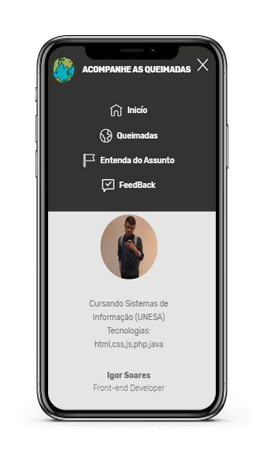 ACOMPANHE AS QUEIMADAS
Inicío
Queimadas
Entenda do Assunto
FeedBack
Cursando Sistemas de
Informação (UNESA)
Tecnologias:
html,css,js,php,java
Igor Soares
Front-end Developer